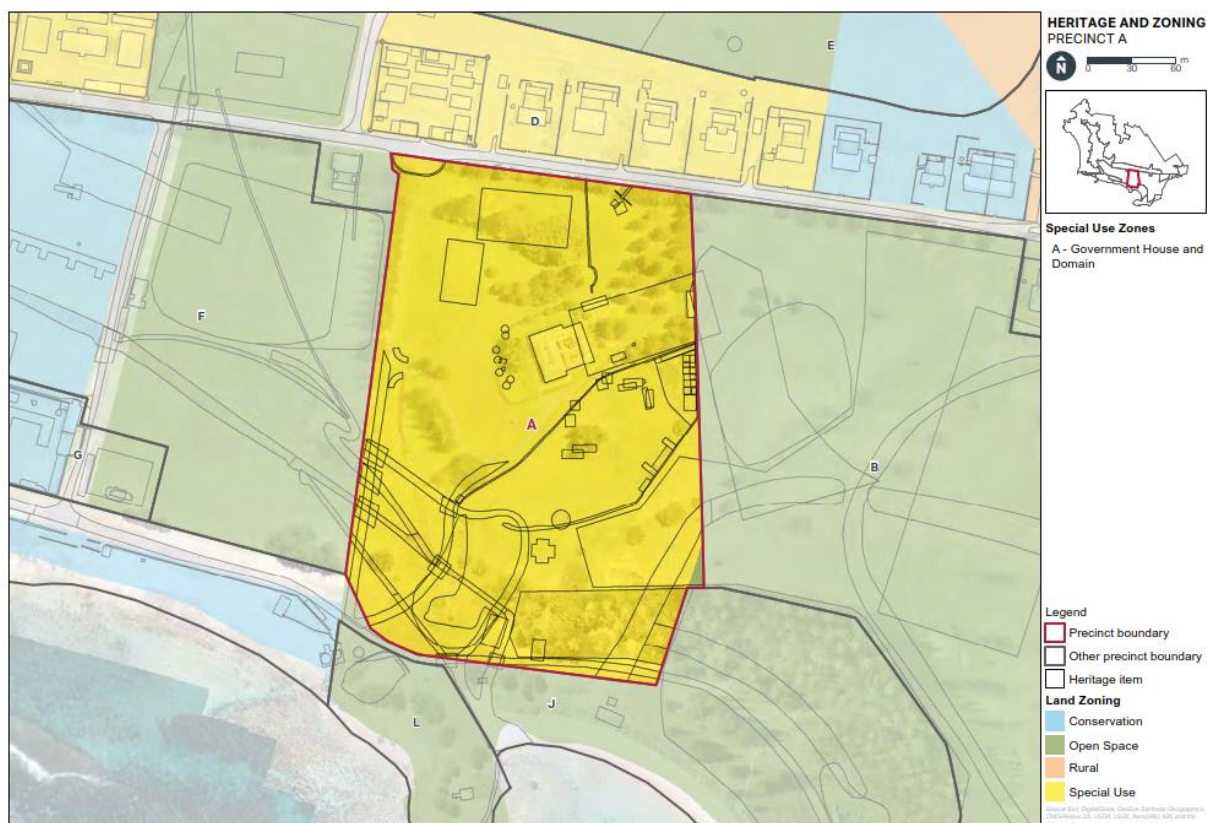 HERITAGE AND ZONING
PRECINCT A
N
0 30 60 m
Special Use Zones
A - Government House and
Domain
E
D
F
A
B
G
J
L
Legend
Precinct boundary
Other precinct boundary
Heritage item
Land Zoning
Conservation
Open Space
Rural
Special Use